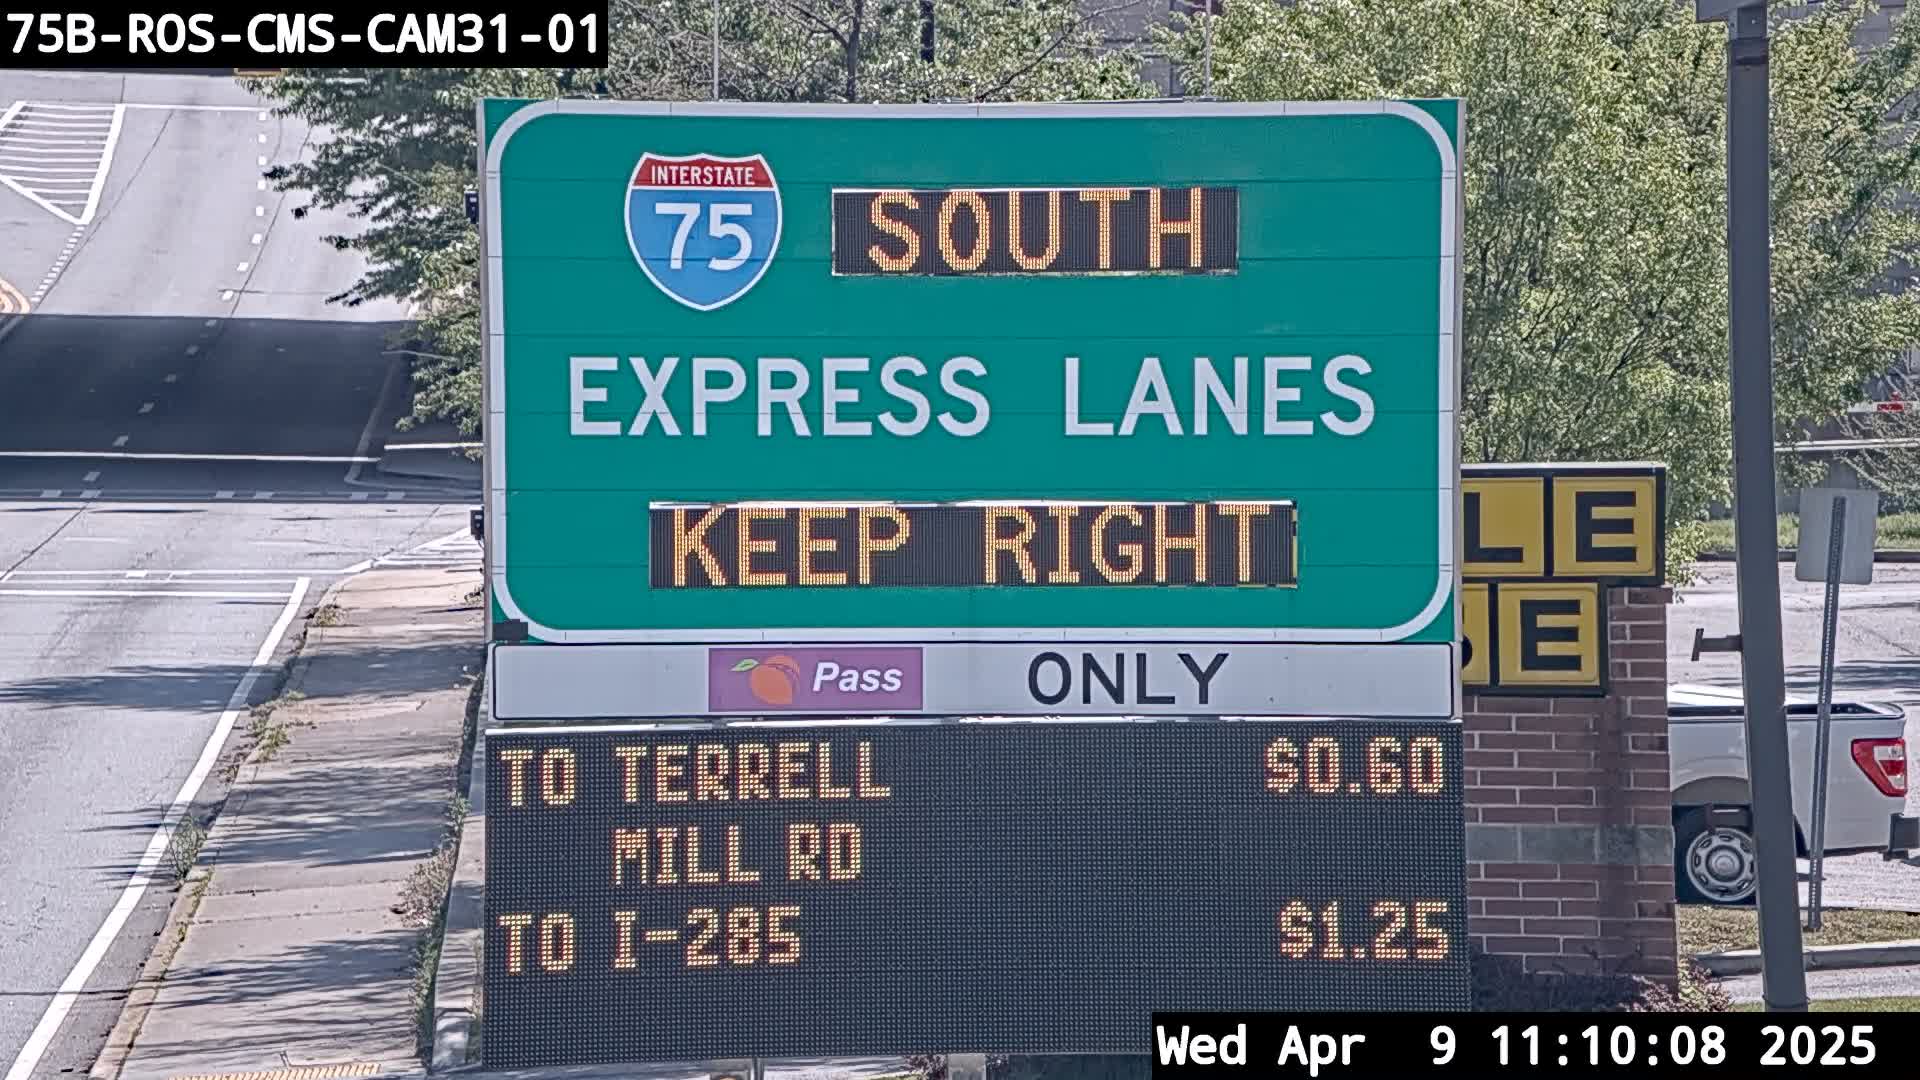 75B-ROS-CMS-CAM31-01
INTERSTATE
75
SOUTH
EXPRESS LANES
KEEP RIGHT
Pass ONLY
TO TERRELL $0.60
MILL RD
TO I-285 $1.25
LE
E
Wed Apr 9 11:10:08 2025